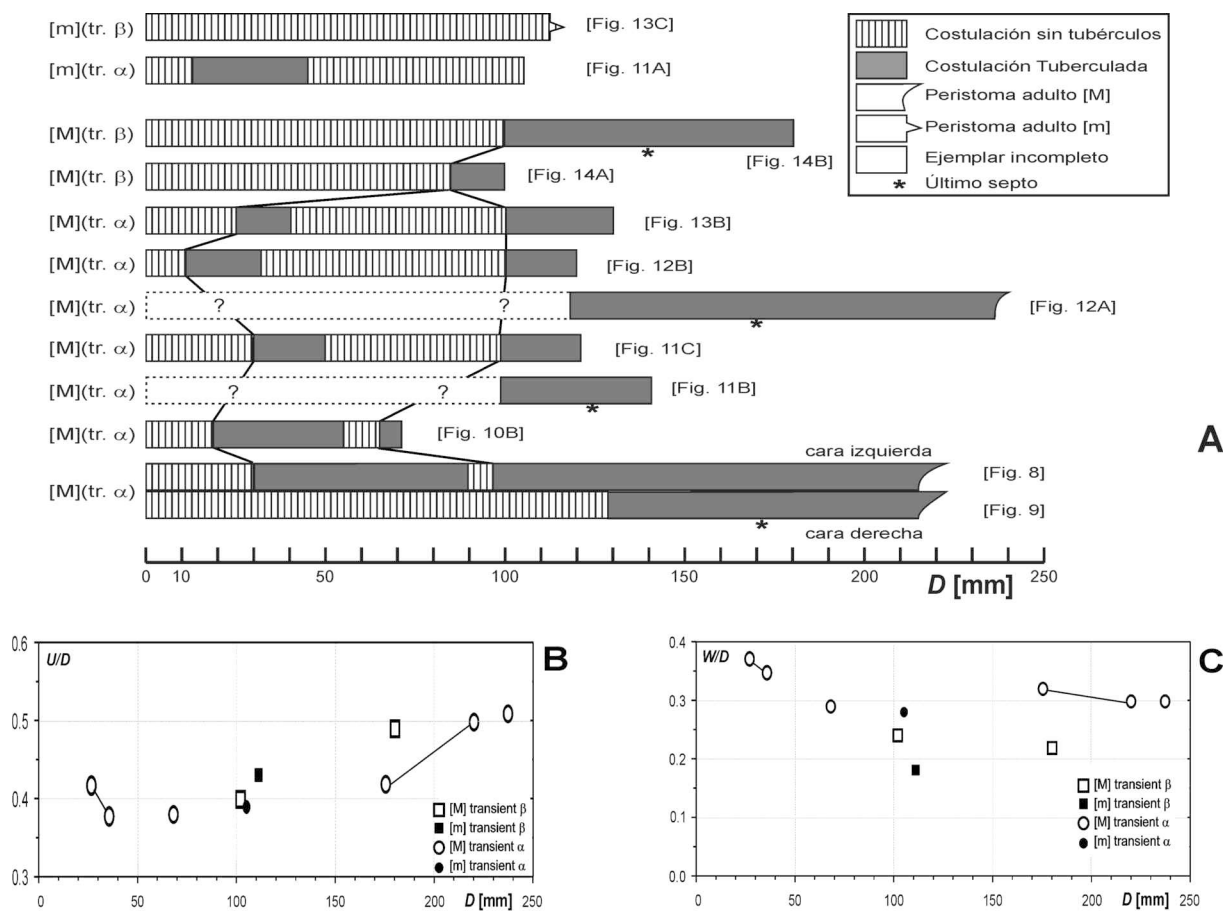 [m](tr. β) [Fig. 13C]
[m](tr. α) [Fig. 11A]
[M](tr. β) * [Fig. 14B]
[M](tr. β) [Fig. 14A]
[M](tr. α) [Fig. 13B]
[M](tr. α) [Fig. 12B]
[M](tr. α) ? ? * [Fig. 12A]
[M](tr. α) [Fig. 11C]
[M](tr. α) ? ? * [Fig. 11B]
[M](tr. α) [Fig. 10B]
cara izquierda
[M](tr. α) [Fig. 8]
[Fig. 9]
* cara derecha
Costulación sin tubérculos
Costulación Tuberculada
Peristoma adulto [M]
Peristoma adulto [m]
Ejemplar incompleto
* Último septo
A
0 10 50 100 150 200 250
D [mm]
0.6
U/D
B
0.5
0.4
0.3
[M] transient β
[m] transient β
[M] transient α
[m] transient α
0 50 100 150 200 D [mm] 250
0.4
W/D
C
0.3
0.2
0.1
0.0
[M] transient β
[m] transient β
[M] transient α
[m] transient α
0 50 100 150 200 D [mm] 250